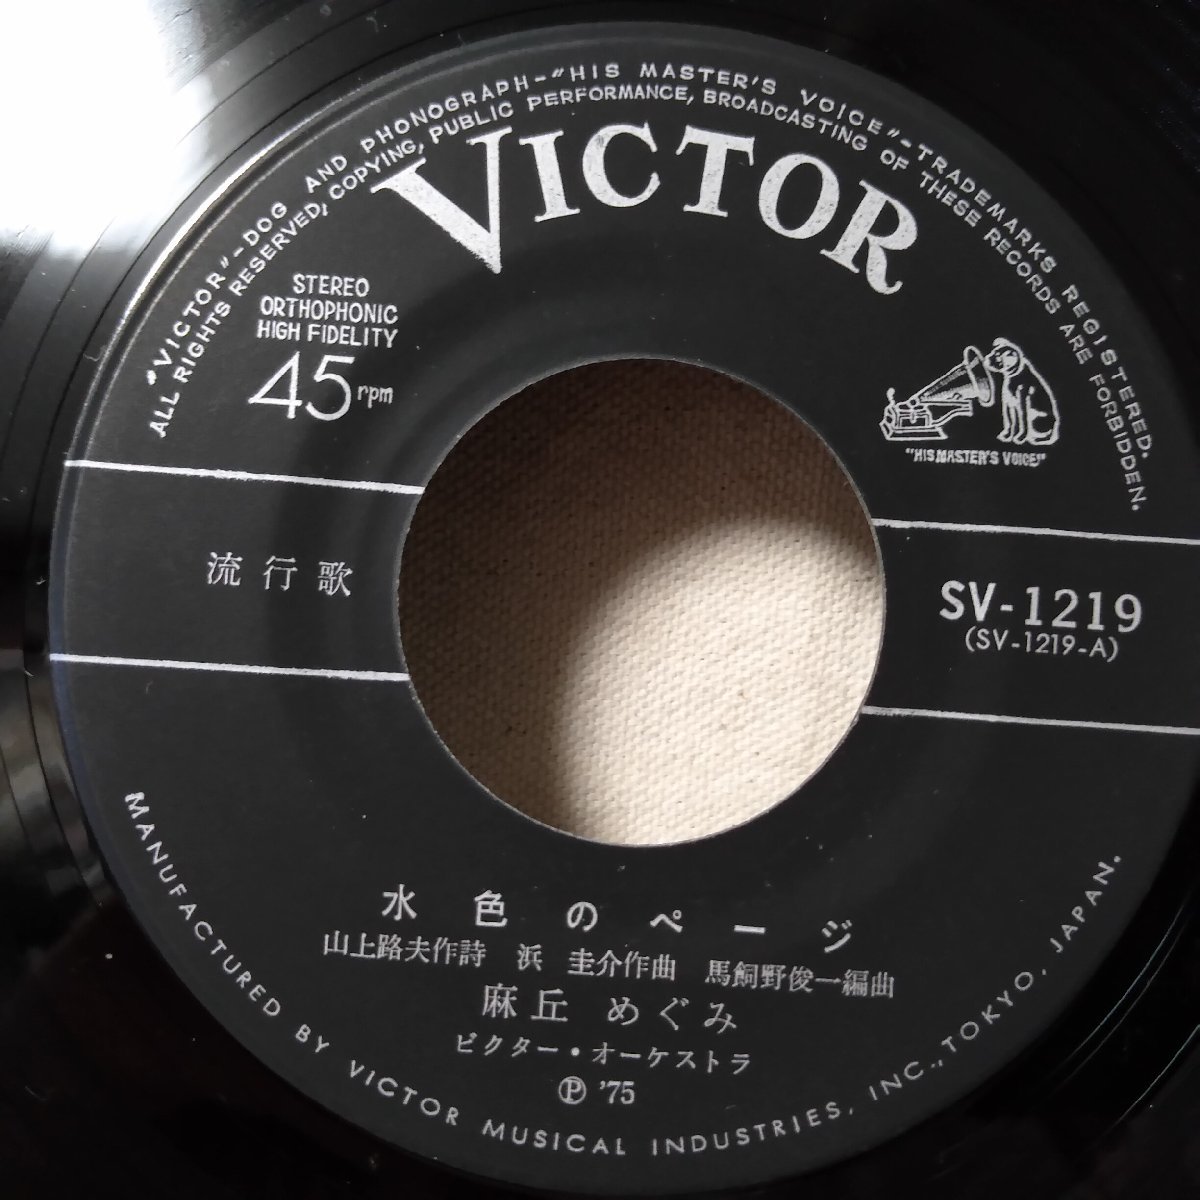 "VICTOR"-DOG AND PHONOGRAPH-"HIS MASTER'S VOICE"-TRADEMARKS REGISTERED.
ALL RIGHTS RESERVED, COPYING, PUBLIC PERFORMANCE, BROADCASTING OF THESE RECORDS ARE FORBIDDEN.
VICTOR
STEREO
ORTHOPHONIC
HIGH FIDELITY
45 rpm
"HIS MASTER'S VOICE"
流行歌
SV-1219
(SV-1219-A)
水色のページ
山上路夫作詩 浜 圭介作曲 馬飼野俊一編曲
麻丘 めぐみ
ビクター・オーケストラ
Ⓟ '75
MANUFACTURED BY VICTOR MUSICAL INDUSTRIES, INC., TOKYO, JAPAN.